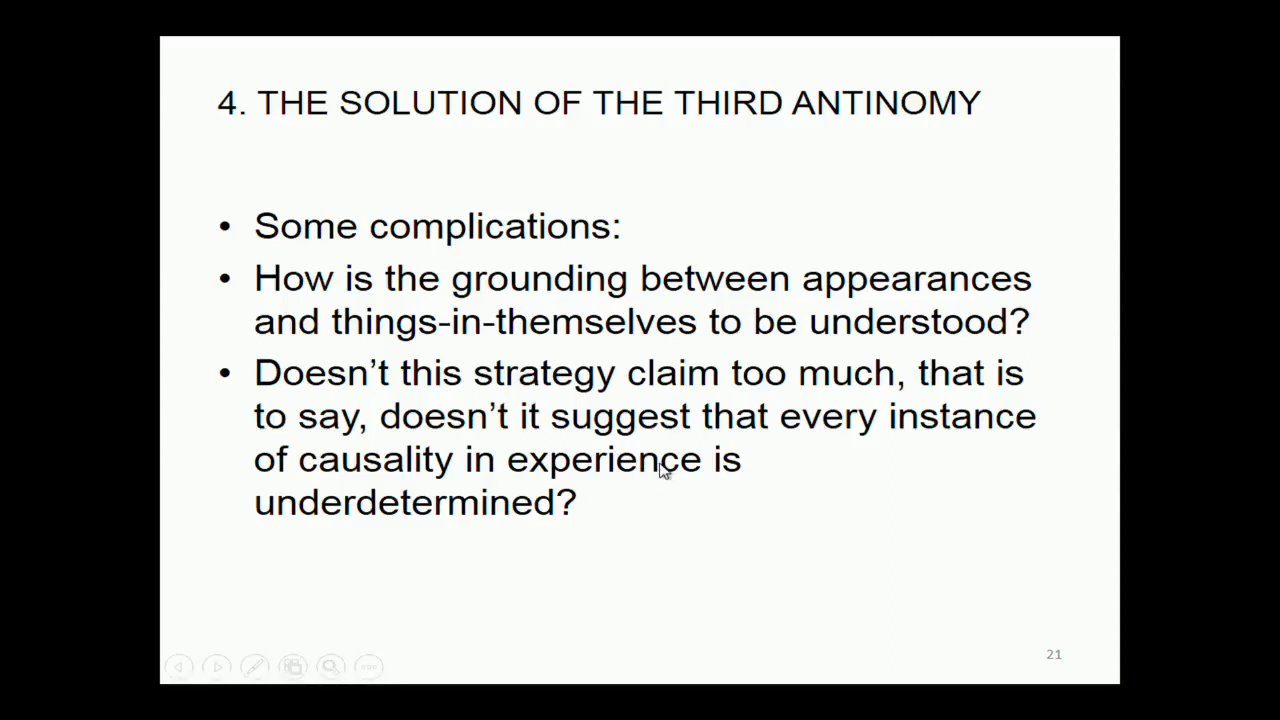 4. THE SOLUTION OF THE THIRD ANTINOMY
• Some complications:
• How is the grounding between appearances
and things-in-themselves to be understood?
• Doesn’t this strategy claim too much, that is
to say, doesn’t it suggest that every instance
of causality in experience is
underdetermined?
21